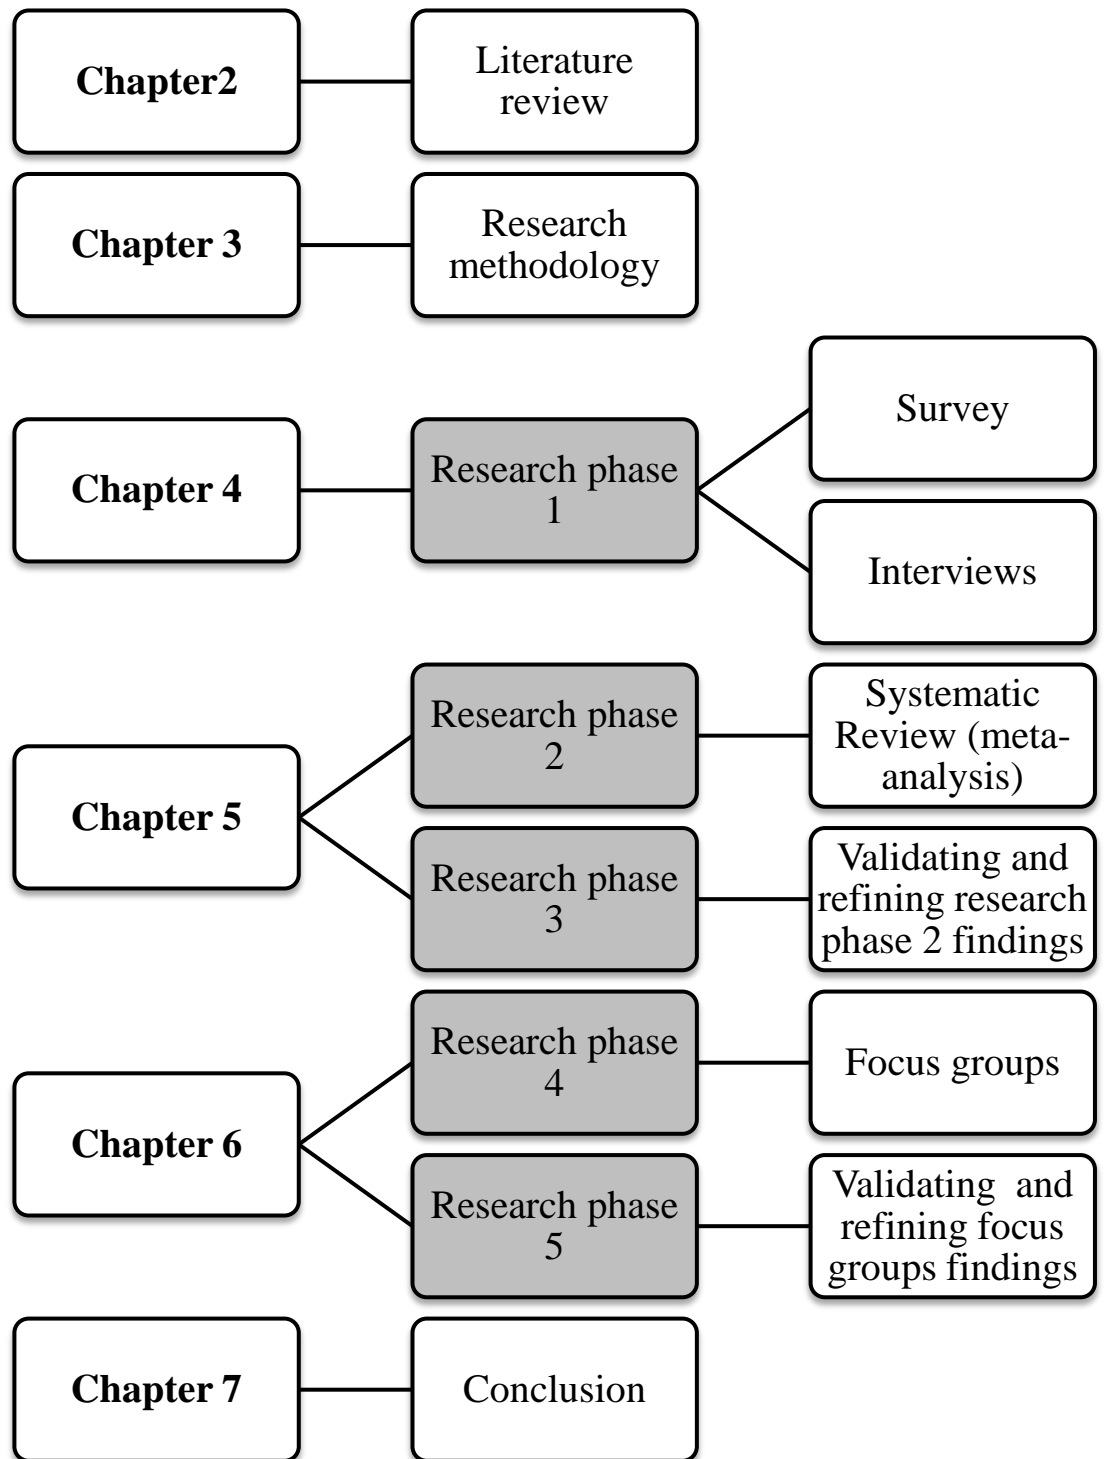 Chapter2
Literature
review
Chapter 3
Research
methodology
Chapter 4
Research phase
1
Survey
Interviews
Chapter 5
Research phase
2
Systematic
Review (meta-
analysis)
Research phase
3
Validating and
refining research
phase 2 findings
Chapter 6
Research phase
4
Focus groups
Research phase
5
Validating  and
refining focus
groups findings
Chapter 7
Conclusion